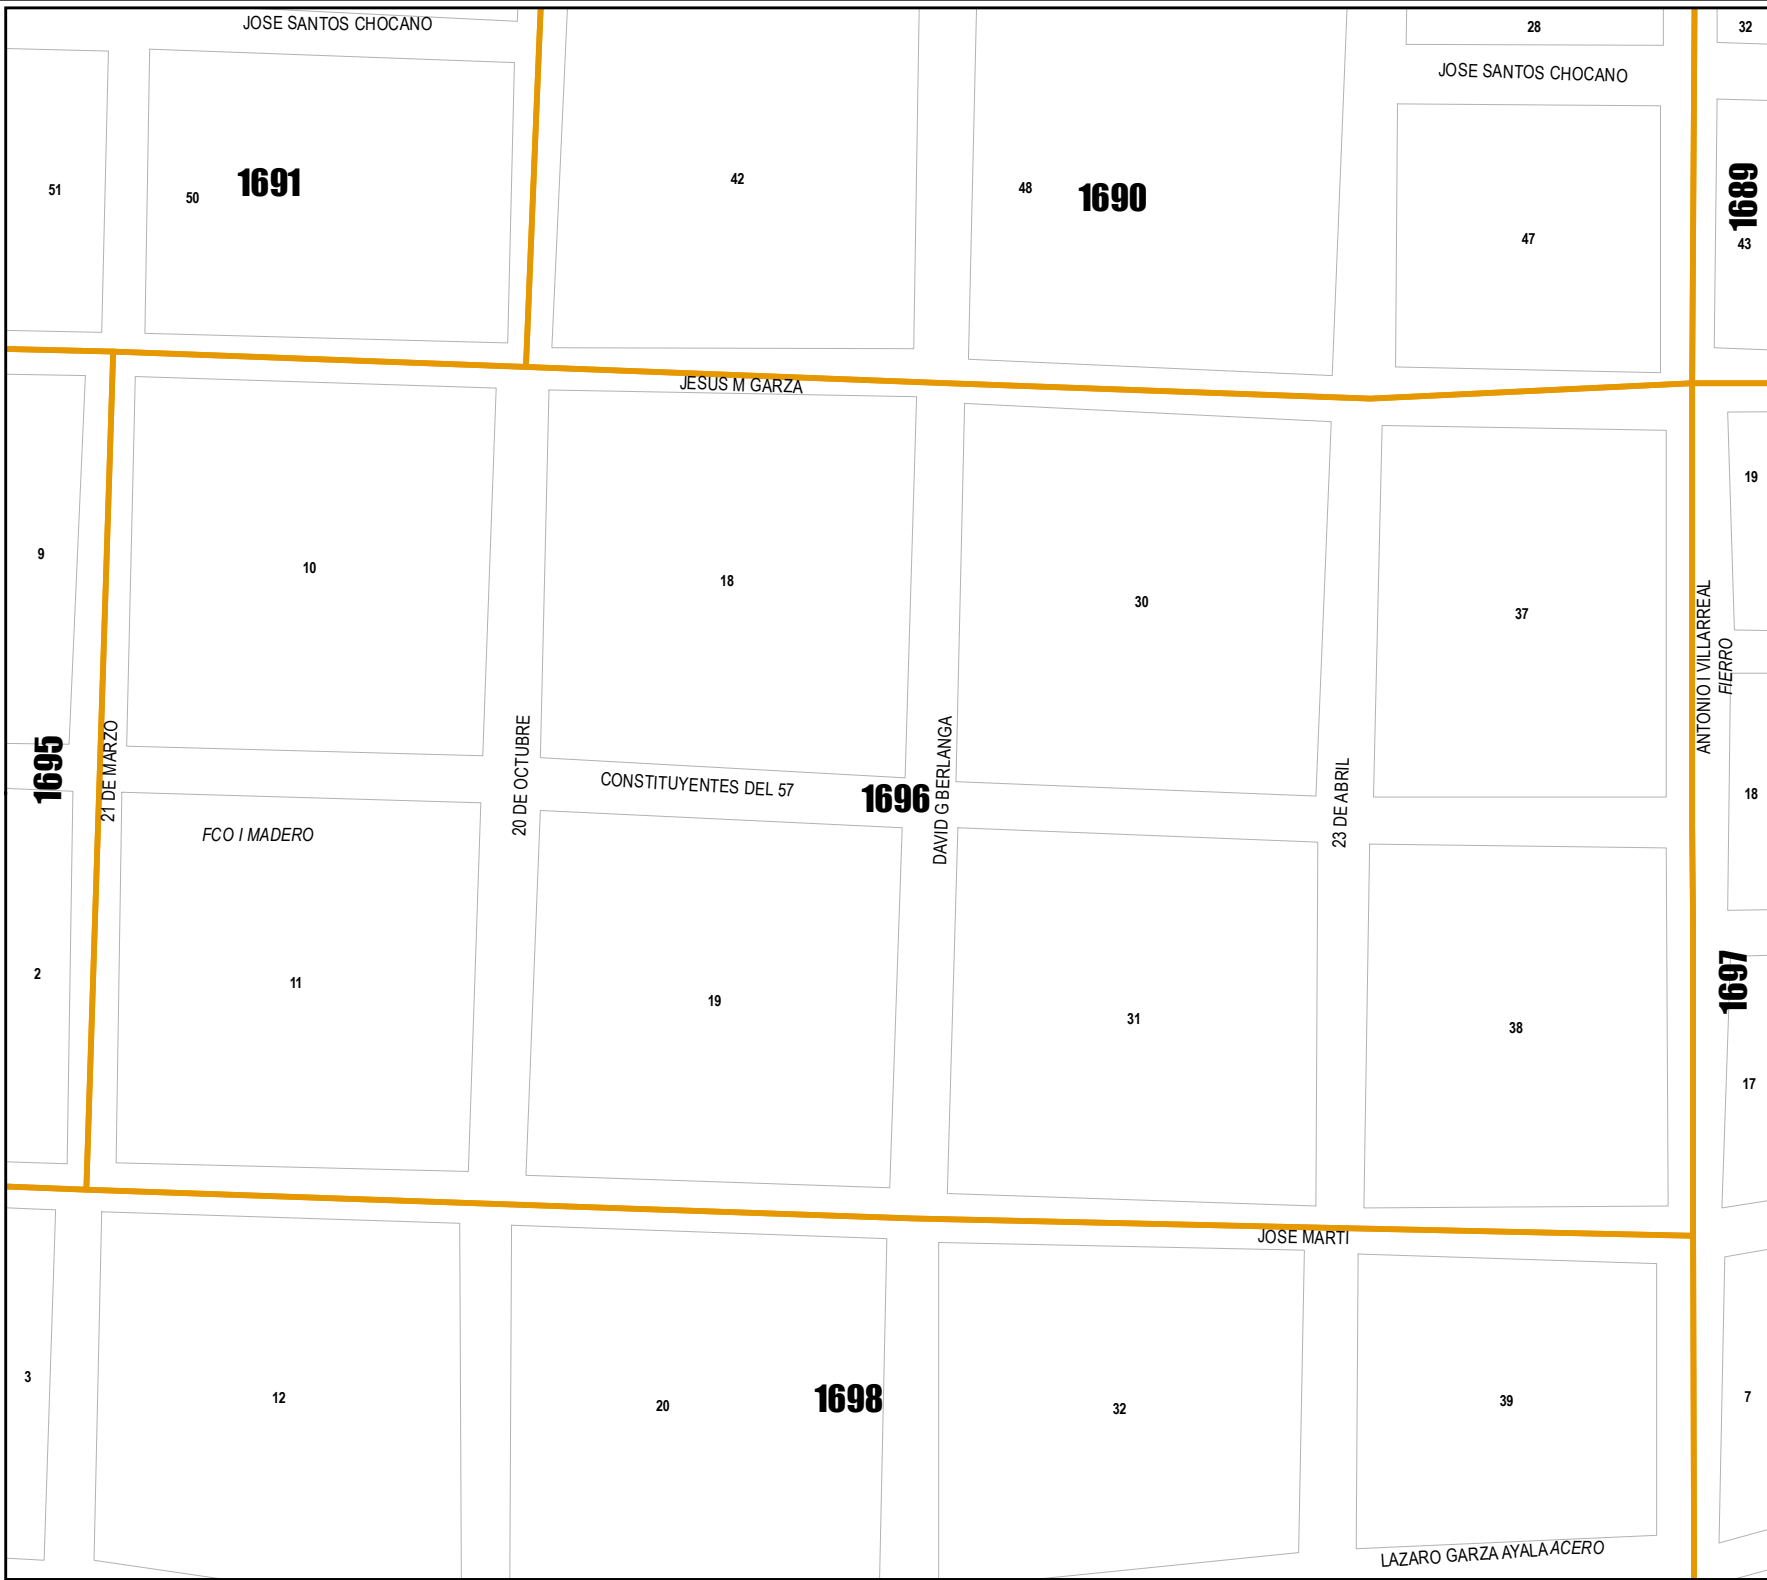 JOSE SANTOS CHOCANO
28
32
JOSE SANTOS CHOCANO
51
50
1691
42
48
1690
47
1689
43
JESUS M GARZA
9
10
18
30
37
19
ANTONIO I VILLARREAL
FIERRO
1695
21 DE MARZO
20 DE OCTUBRE
CONSTITUYENTES DEL 57
1696
DAVID G BERLANGA
23 DE ABRIL
18
FCO I MADERO
2
11
19
31
38
1697
17
JOSE MARTI
3
12
20
1698
32
39
7
LAZARO GARZA AYALA ACERO